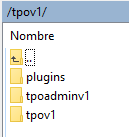 /tpov1/
Nombre
..
plugins
tpoadminv1
tpov1